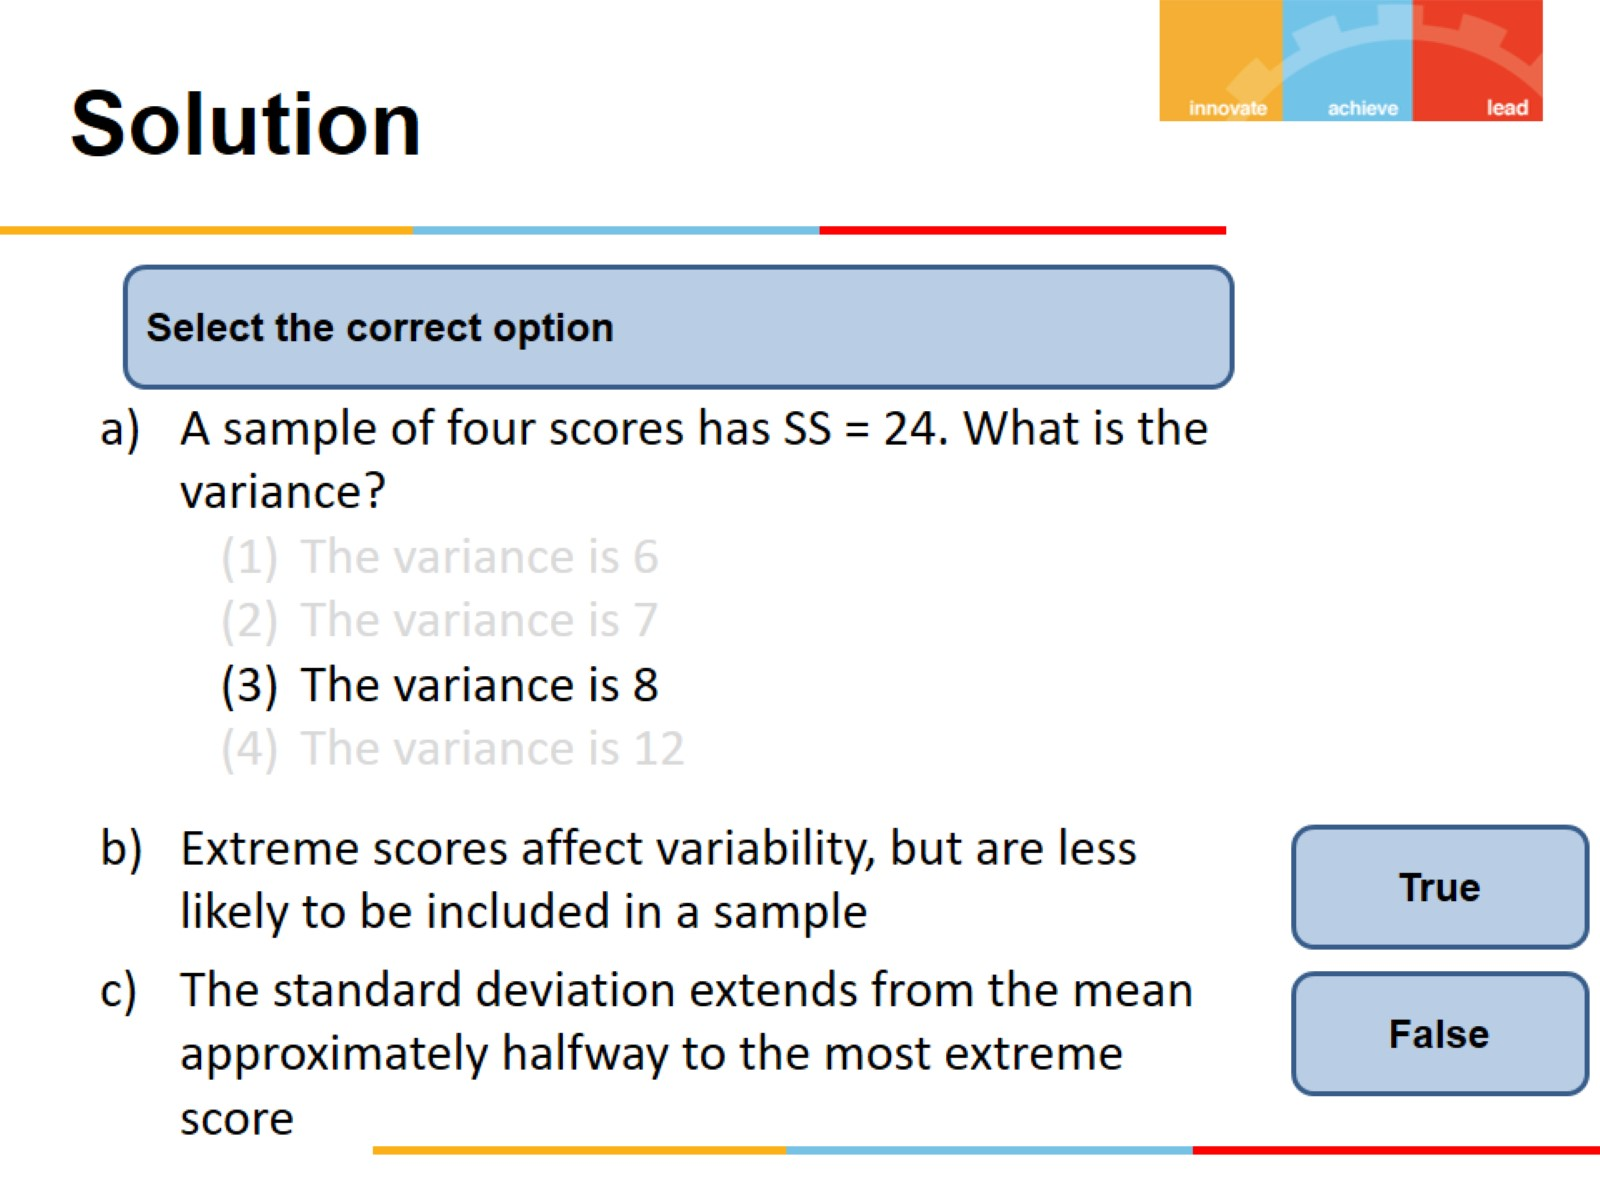 innovate achieve lead
Solution
Select the correct option
a) A sample of four scores has SS = 24. What is the
variance?
(1) The variance is 6
(2) The variance is 7
(3) The variance is 8
(4) The variance is 12
b) Extreme scores affect variability, but are less
likely to be included in a sample
True
c) The standard deviation extends from the mean
approximately halfway to the most extreme
score
False